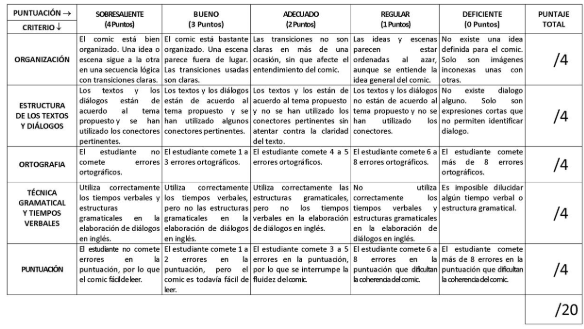 PUNTUACIÓN → SOBRESALIENTE BUENO ADECUADO REGULAR DEFICIENTE PUNTAJE
CRITERIO ↓ (4 Puntos) (3 Puntos) (2 Puntos) (1 Puntos) (0 Puntos) TOTAL
ORGANIZACIÓN
El comic está bien
organizado. Una idea o
escena sigue a la otra
en una secuencia lógica
con transiciones claras.
El comic está bastante
organizado. Una escena
parece fuera de lugar.
Las transiciones usadas
son claras.
Las transiciones no son
claras en más de una
ocasión, sin que afecte el
entendimiento del comic.
Las ideas y escenas
parecen estar
ordenadas al azar,
aunque se entiende la
idea general del comic.
No existe una idea
definida para el comic.
Solo son imágenes
inconexas unas con
otras.
/4
ESTRUCTURA
DE LOS TEXTOS
Y DIÁLOGOS
Los textos y los
diálogos están de
acuerdo al tema
propuesto y se han
utilizado los conectores
pertinentes.
Los textos y los diálogos
están de acuerdo al
tema propuesto y se
han utilizado algunos
conectores pertinentes.
Los textos y los están de
acuerdo al tema propuesto
y no se han utilizado los
conectores pertinentes sin
atentar contra la claridad
del texto.
Los textos y los diálogos
no están de acuerdo al
tema propuesto y no se
han utilizado los
conectores.
No existe dialogo
alguno. Solo son
expresiones cortas que
no permiten identificar
dialogo.
/4
ORTOGRAFIA
El estudiante no
comete errores
ortográficos.
El estudiante comete 1 a
3 errores ortográficos.
El estudiante comete 4 a 5
errores ortográficos.
El estudiante comete 6 a
8 errores ortográficos.
El estudiante comete
más de 8 errores
ortográficos.
/4
TÉCNICA
GRAMATICAL
Y TIEMPOS
VERBALES
Utiliza correctamente
los tiempos verbales y
estructuras
gramaticales en la
elaboración de diálogos
en inglés.
Utiliza correctamente
los tiempos verbales,
pero no las estructuras
gramaticales en la
elaboración de diálogos
en inglés.
Utiliza correctamente las
estructuras gramaticales,
pero no los tiempos
verbales en la elaboración
de diálogos en inglés.
No utiliza
correctamente los
tiempos verbales y
estructuras gramaticales
en la elaboración de
diálogos en inglés.
Es imposible dilucidar
algún tiempo verbal o
estructura gramatical.
/4
PUNTUACIÓN
El estudiante no comete
errores en la
puntuación, por lo que
el comic fácil de leer.
El estudiante comete 1 a
2 errores en la
puntuación, pero el
comic es todavía fácil de
leer.
El estudiante comete 3 a 5
errores en la puntuación,
por lo que se interrumpe la
fluidez del comic.
El estudiante comete 6 a
8 errores en la
puntuación que dificultan
la coherencia del comic.
El estudiante comete
más de 8 errores en la
puntuación que dificultan
la coherencia del comic.
/4
/20